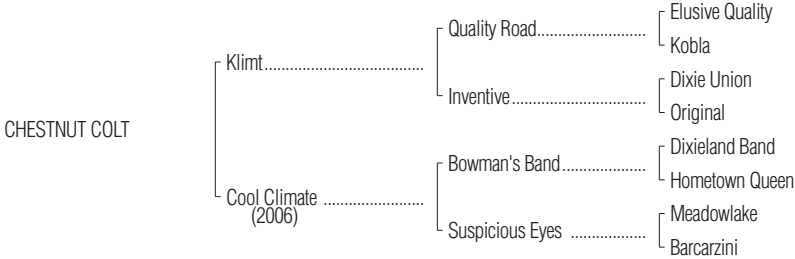 Elusive Quality
Quality Road
Kobla
Klimt
Dixie Union
Inventive
Original
CHESTNUT COLT
Dixieland Band
Bowman's Band
Hometown Queen
Cool Climate
(2006)
Meadowlake
Suspicious Eyes
Barcarzini